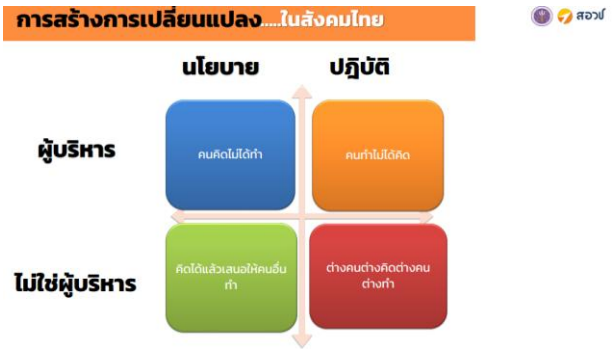 การสร้างการเปลี่ยนแปลง.....ในสังคมไทย
สอวช์
นโยบาย ปฎิบัติ
ผู้บริหาร
คนคิดไม่ได้ทำ
คนทำไม่ได้คิด
ไม่ใช่ผู้บริหาร
คิดได้แล้วเสนอให้คนอื่น
ทำ
ต่างคนต่างคิดต่างคน
ต่างทำ